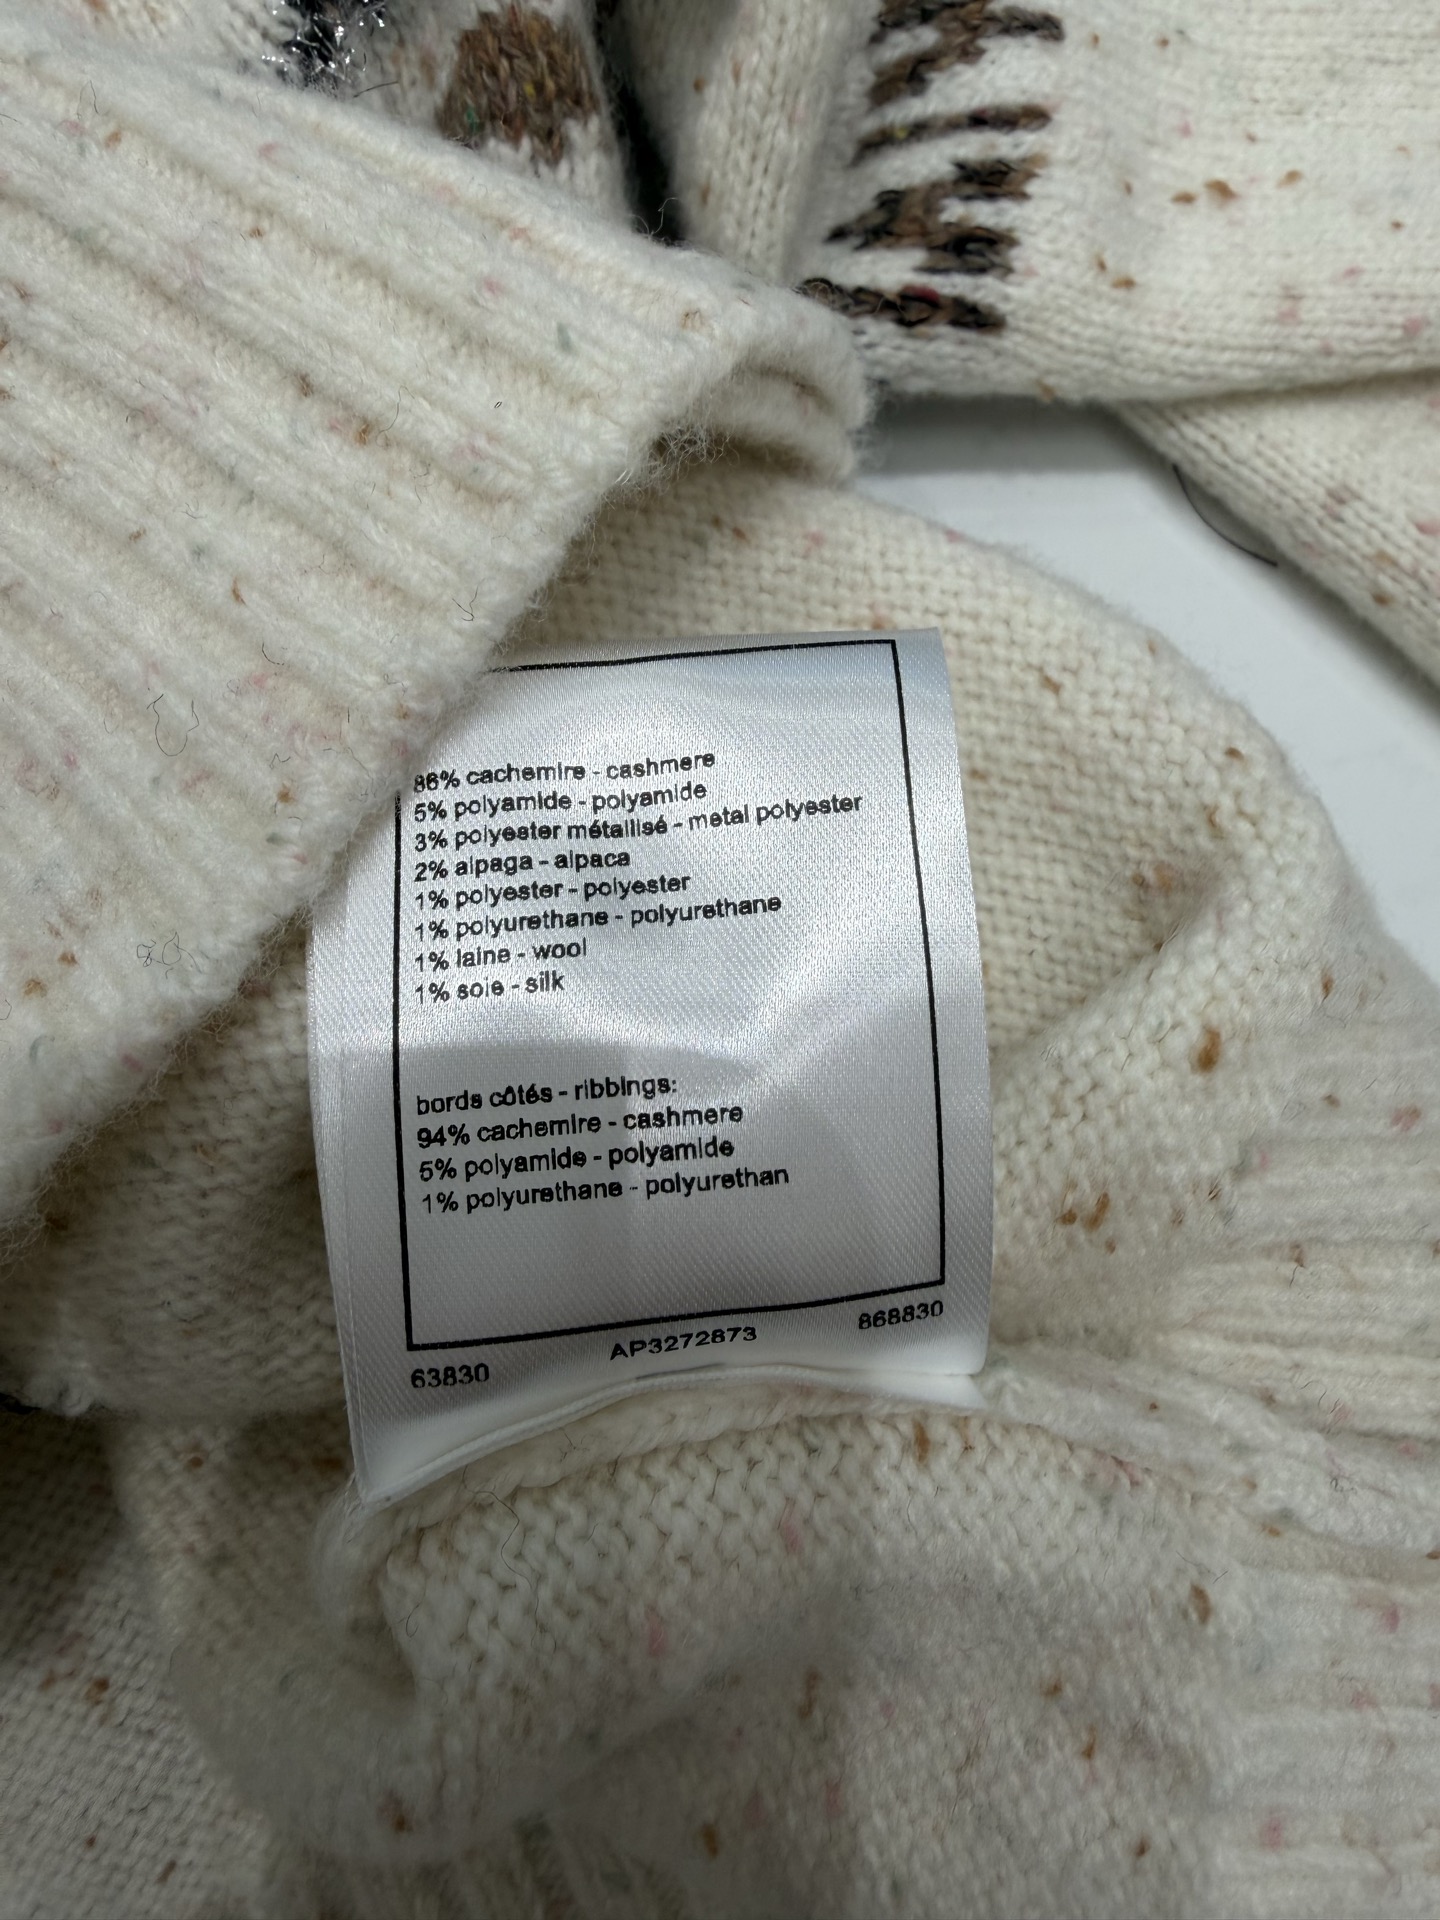 86% cachemire - cashmere
5% polyamide - polyamide
3% polyester métallisé - metal polyester
2% alpaga - alpaca
1% polyester - polyester
1% polyurethane - polyurethane
1% laine - wool
1% soie - silk
bords côtés - ribbings:
94% cachemire - cashmere
5% polyamide - polyamide
1% polyurethane - polyurethan
63830 AP3272873 868830